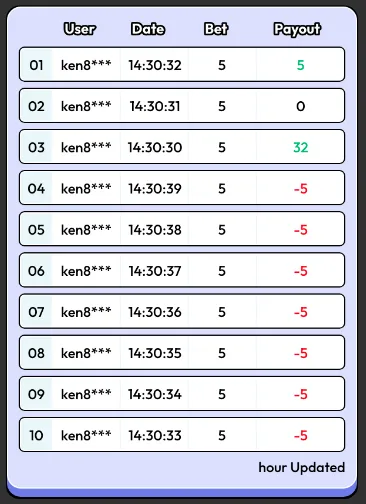 User Date Bet Payout
01 ken8*** 14:30:32 5 5
02 ken8*** 14:30:31 5 0
03 ken8*** 14:30:30 5 32
04 ken8*** 14:30:39 5 -5
05 ken8*** 14:30:38 5 -5
06 ken8*** 14:30:37 5 -5
07 ken8*** 14:30:36 5 -5
08 ken8*** 14:30:35 5 -5
09 ken8*** 14:30:34 5 -5
10 ken8*** 14:30:33 5 -5
hour Updated